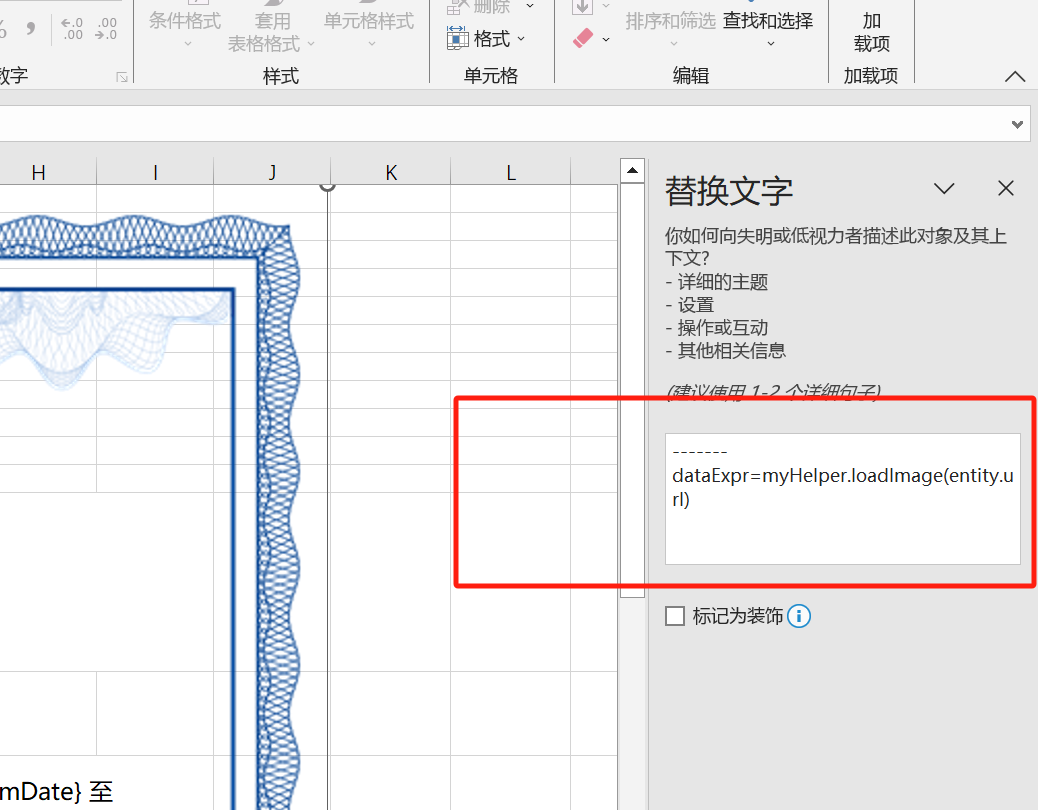 % , ←.0 .00
.00 →.0
条件格式
套用
表格格式
单元格样式
删除
格式
排序和筛选
查找和选择
加
载项
数字
样式
单元格
编辑
加载项
H I J K L
替换文字
你如何向失明或低视力者描述此对象及其上
下文?
- 详细的主题
- 设置
- 操作或互动
- 其他相关信息
(建议使用 1-2 个详细句子)
-------
dataExpr=myHelper.loadImage(entity.u
rl)
标记为装饰
mDate} 至